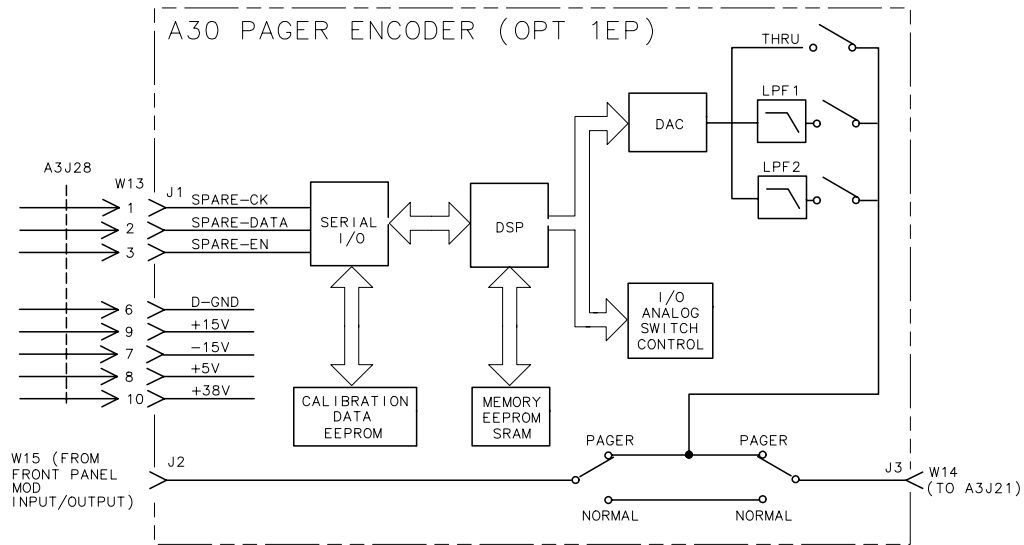 A30 PAGER ENCODER (OPT 1EP)
THRU
LPF1
DAC
LPF2
A3J28
W13
J1
1
SPARE-CK
2
SPARE-DATA
3
SPARE-EN
SERIAL
I/O
DSP
6
D-GND
9
+15V
7
-15V
8
+5V
10
+38V
I/O
ANALOG
SWITCH
CONTROL
CALIBRATION
DATA
EEPROM
MEMORY
EEPROM
SRAM
W15 (FROM
FRONT PANEL
MOD
INPUT/OUTPUT)
J2
PAGER
PAGER
NORMAL
NORMAL
J3
W14
(TO A3J21)